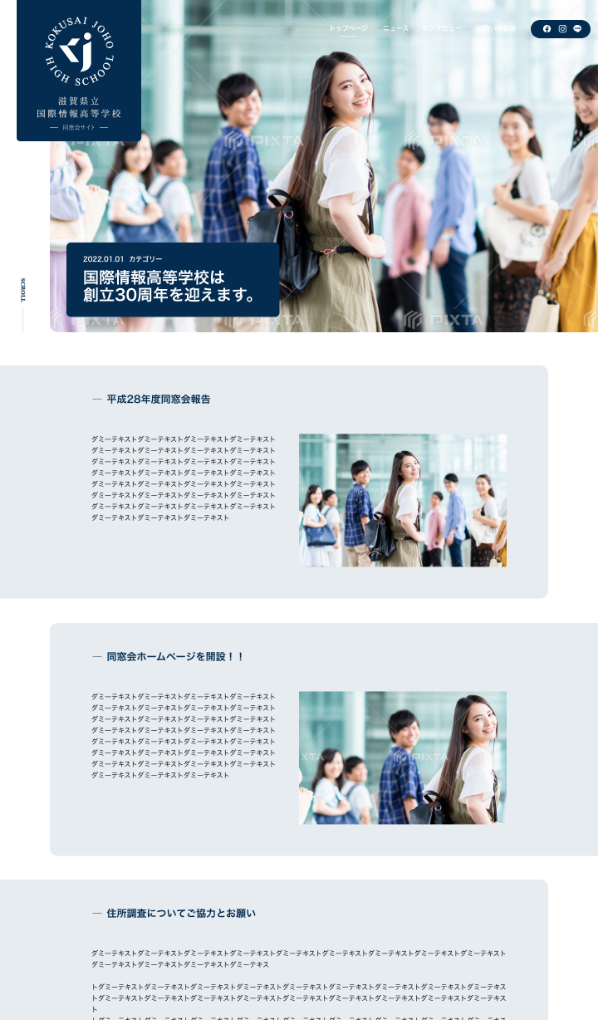 KOKUSAI JOHO
HIGH SCHOOL
滋賀県立
国際情報高等学校
同窓会サイト
トップページ ニュース インタビュー
PIXTA
2022.01.01 カテゴリー
国際情報高等学校は
創立30周年を迎えます。
SCROLL
PIXTA
PIXTA
平成28年度同窓会報告
ダミーテキストダミーテキストダミーテキストダミーテキスト
ダミーテキストダミーテキストダミーテキストダミーテキスト
ダミーテキストダミーテキストダミーテキストダミーテキスト
ダミーテキストダミーテキストダミーテキストダミーテキスト
ダミーテキストダミーテキストダミーテキストダミーテキスト
ダミーテキストダミーテキストダミーテキストダミーテキスト
ダミーテキストダミーテキストダミーテキストダミーテキスト
ダミーテキストダミーテキストダミーテキスト
同窓会ホームページを開設！！
ダミーテキストダミーテキストダミーテキストダミーテキスト
ダミーテキストダミーテキストダミーテキストダミーテキスト
ダミーテキストダミーテキストダミーテキストダミーテキスト
ダミーテキストダミーテキストダミーテキストダミーテキスト
ダミーテキストダミーテキストダミーテキストダミーテキスト
ダミーテキストダミーテキストダミーテキストダミーテキスト
ダミーテキストダミーテキストダミーテキストダミーテキスト
ダミーテキストダミーテキストダミーテキスト
PIXTA
住所調査についてご協力とお願い
ダミーテキストダミーテキストダミーテキストダミーテキストダミーテキストダミーテキストダミーテキストダミーテキストダミーテキスト
ダミーテキストダミーテキストダミーテキストダミーテキス
トダミーテキストダミーテキストダミーテキストダミーテキストダミーテキストダミーテキストダミーテキストダミーテキストダミーテキス
トダミーテキストダミーテキストダミーテキストダミーテキストダミーテキストダミーテキストダミーテキストダミーテキストダミーテキス
ト